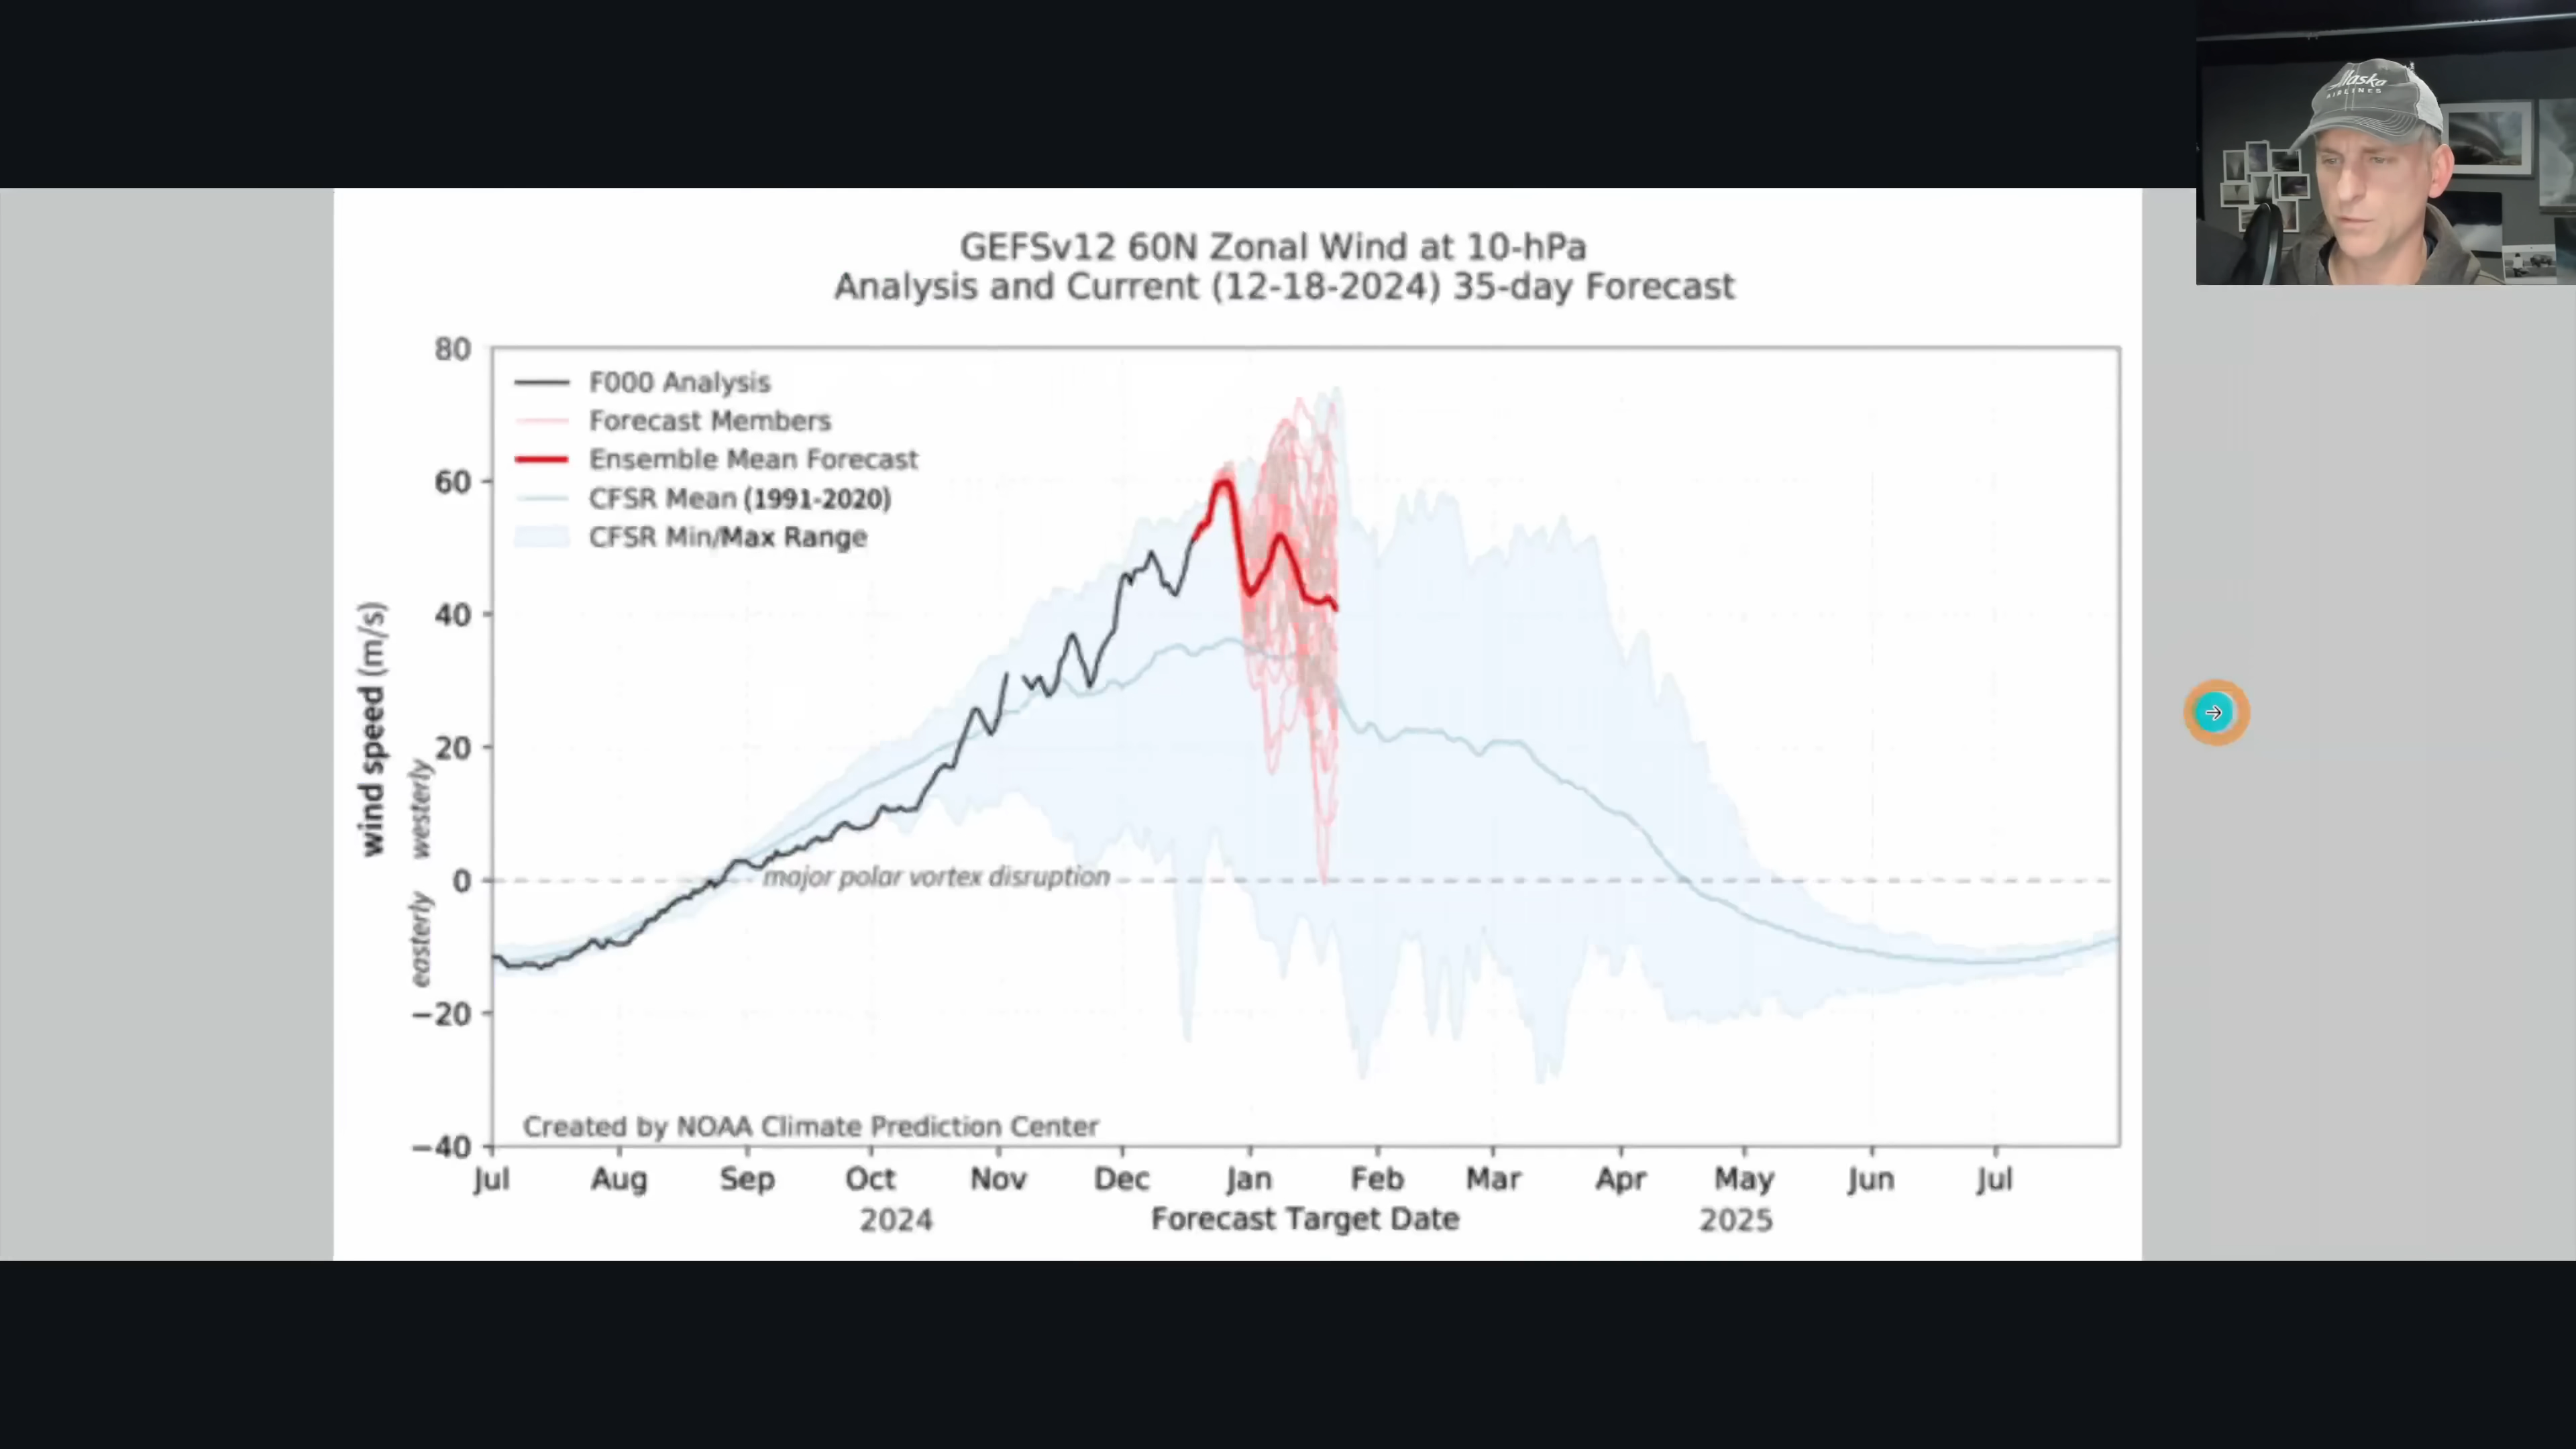 GEFSv12 60N Zonal Wind at 10-hPa
Analysis and Current (12-18-2024) 35-day Forecast
80
60
40
20
0
−20
−40
wind speed (m/s)
westerly
easterly
F000 Analysis
Forecast Members
Ensemble Mean Forecast
CFSR Mean (1991-2020)
CFSR Min/Max Range
major polar vortex disruption
Created by NOAA Climate Prediction Center
Jul Aug Sep Oct Nov Dec Jan Feb Mar Apr May Jun Jul
2024 Forecast Target Date 2025
Alaska
AIRLINES